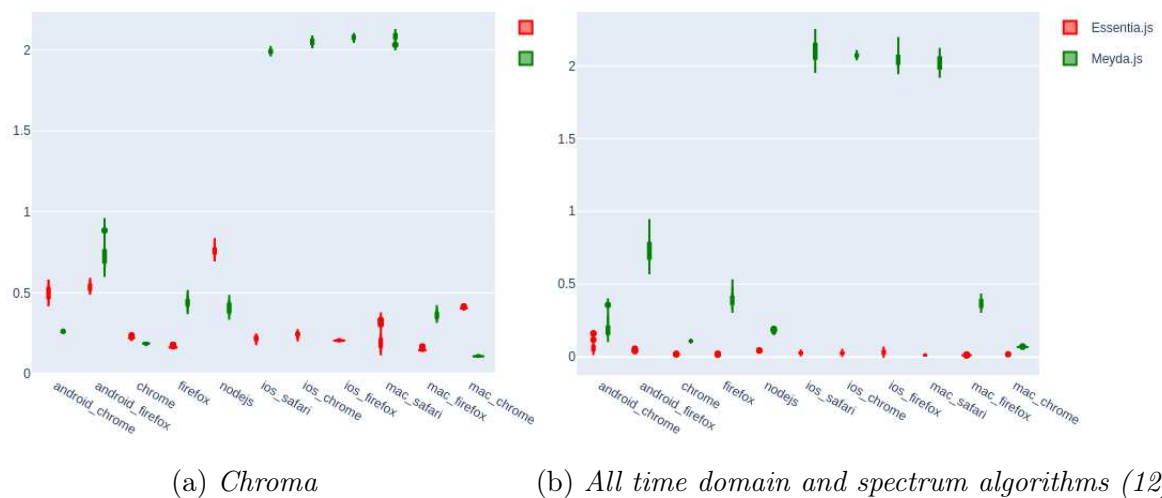 2
1.5
1
0.5
0
android_chrome
android_firefox
chrome
firefox
nodejs
ios_safari
ios_chrome
ios_firefox
mac_safari
mac_firefox
mac_chrome
(a) Chroma
2
1.5
1
0.5
0
android_chrome
android_firefox
chrome
firefox
nodejs
ios_safari
ios_chrome
ios_firefox
mac_safari
mac_firefox
mac_chrome
Essentia.js
Meyda.js
(b) All time domain and spectrum algorithms (12